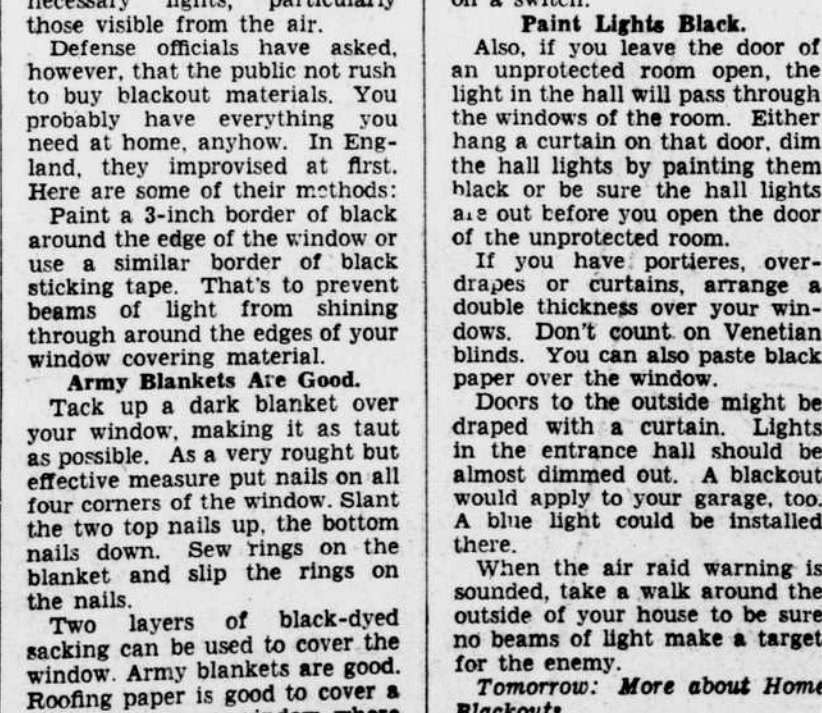 necessary lights, particularly
those visible from the air.
Defense officials have asked,
however, that the public not rush
to buy blackout materials. You
probably have everything you
need at home, anyhow. In Eng-
land, they improvised at first.
Here are some of their methods:
Paint a 3-inch border of black
around the edge of the window or
use a similar border of black
sticking tape. That's to prevent
beams of light from shining
through around the edges of your
window covering material.
Army Blankets Are Good.
Tack up a dark blanket over
your window, making it as taut
as possible. As a very rought but
effective measure put nails on all
four corners of the window. Slant
the two top nails up, the bottom
nails down. Sew rings on the
blanket and slip the rings on
the nails.
Two layers of black-dyed
sacking can be used to cover the
window. Army blankets are good.
Roofing paper is good to cover a
window where
on a switch.
Paint Lights Black.
Also, if you leave the door of
an unprotected room open, the
light in the hall will pass through
the windows of the room. Either
hang a curtain on that door, dim
the hall lights by painting them
black or be sure the hall lights
are out before you open the door
of the unprotected room.
If you have portieres, over-
drapes or curtains, arrange a
double thickness over your win-
dows. Don't count on Venetian
blinds. You can also paste black
paper over the window.
Doors to the outside might be
draped with a curtain. Lights
in the entrance hall should be
almost dimmed out. A blackout
would apply to your garage, too.
A blue light could be installed
there.
When the air raid warning is
sounded, take a walk around the
outside of your house to be sure
no beams of light make a target
for the enemy.
Tomorrow: More about Home
Blackouts